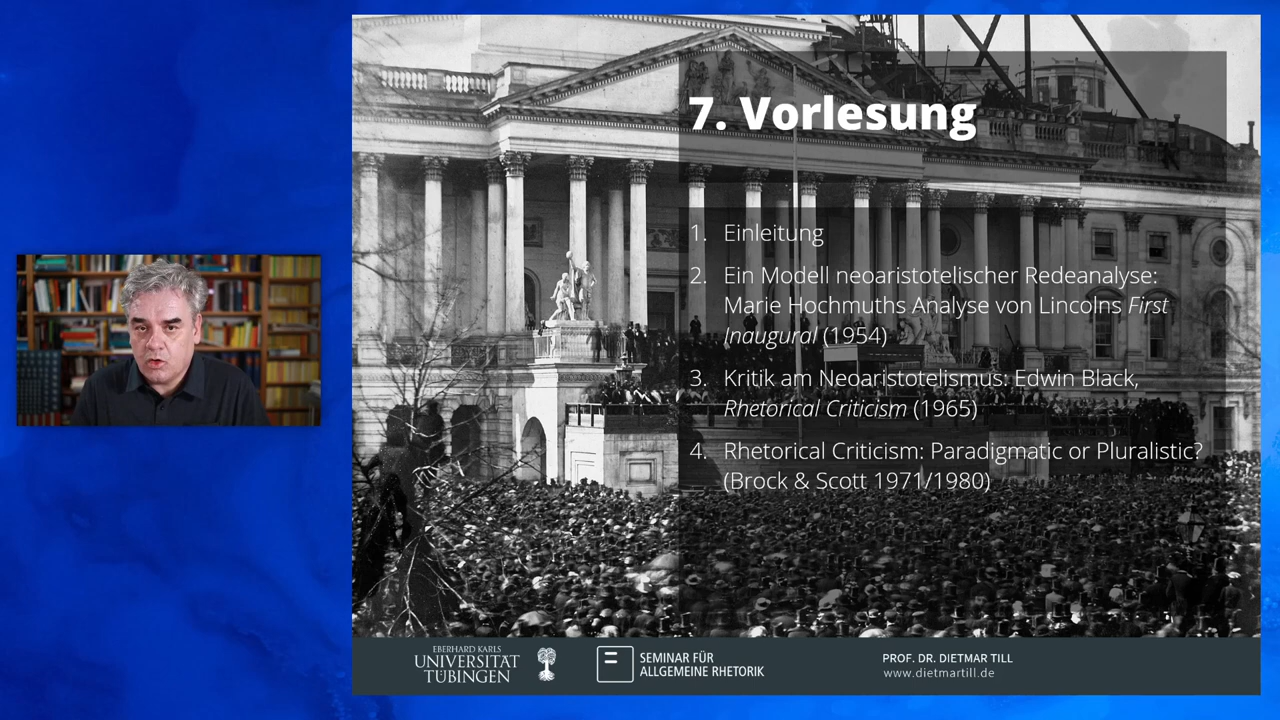 7. Vorlesung
1. Einleitung
2. Ein Modell neoaristotelischer Redeanalyse:
Marie Hochmuths Analyse von Lincolns First
Inaugural (1954)
3. Kritik am Neoaristotelismus: Edwin Black,
Rhetorical Criticism (1965)
4. Rhetorical Criticism: Paradigmatic or Pluralistic?
(Brock & Scott 1971/1980)
EBERHARD KARLS
UNIVERSITÄT
TÜBINGEN
SEMINAR FÜR
ALLGEMEINE RHETORIK
PROF. DR. DIETMAR TILL
www.dietmartill.de